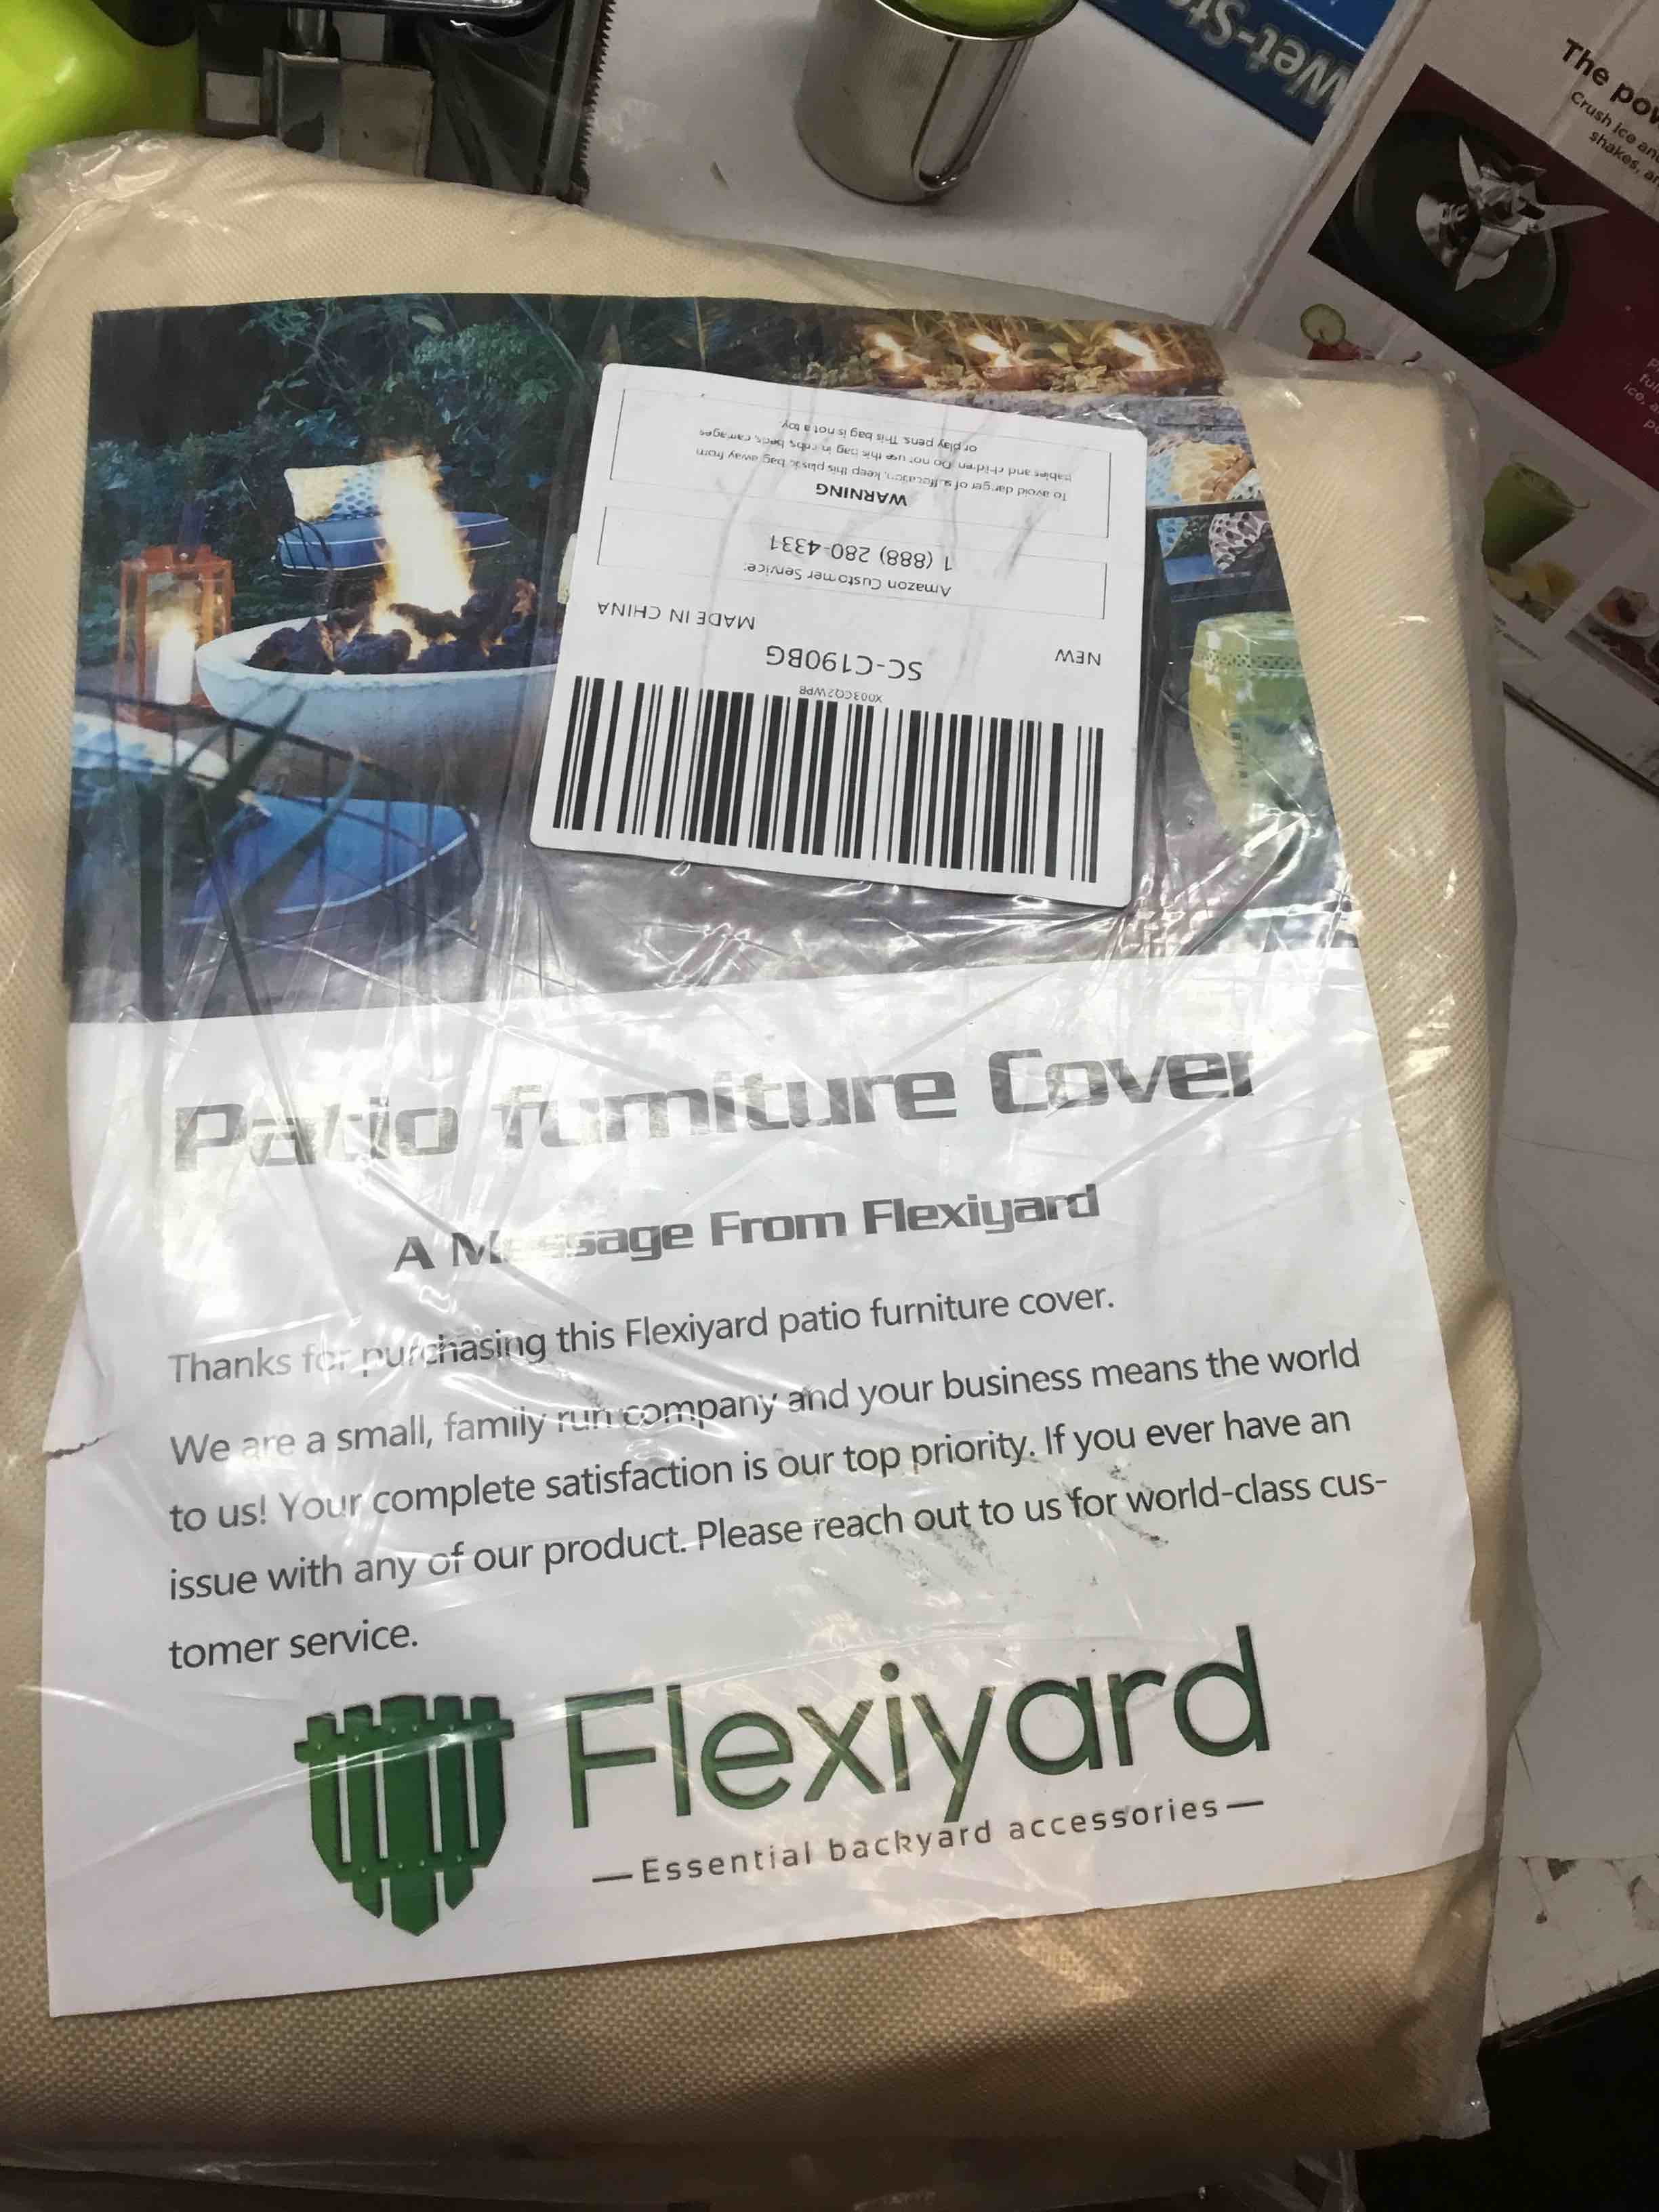 Wet-St
The pow
Crush ice an
shakes, a
X003CQ2WPB
SC-C190BG
NEW
MADE IN CHINA
Amazon Customer Service:
1 (888) 280-4331
WARNING
To avoid danger of suffocation, keep this plastic bag away from
babies and children. Do not use this bag in cribs, beds, carriages
or play pens. This bag is not a toy
Patio furniture Cover
A Message From Flexiyard
Thanks for purchasing this Flexiyard patio furniture cover.
We are a small, family run company and your business means the world
to us! Your complete satisfaction is our top priority. If you ever have an
issue with any of our product. Please reach out to us for world-class cus-
tomer service.
Flexiyard
—Essential backyard accessories—